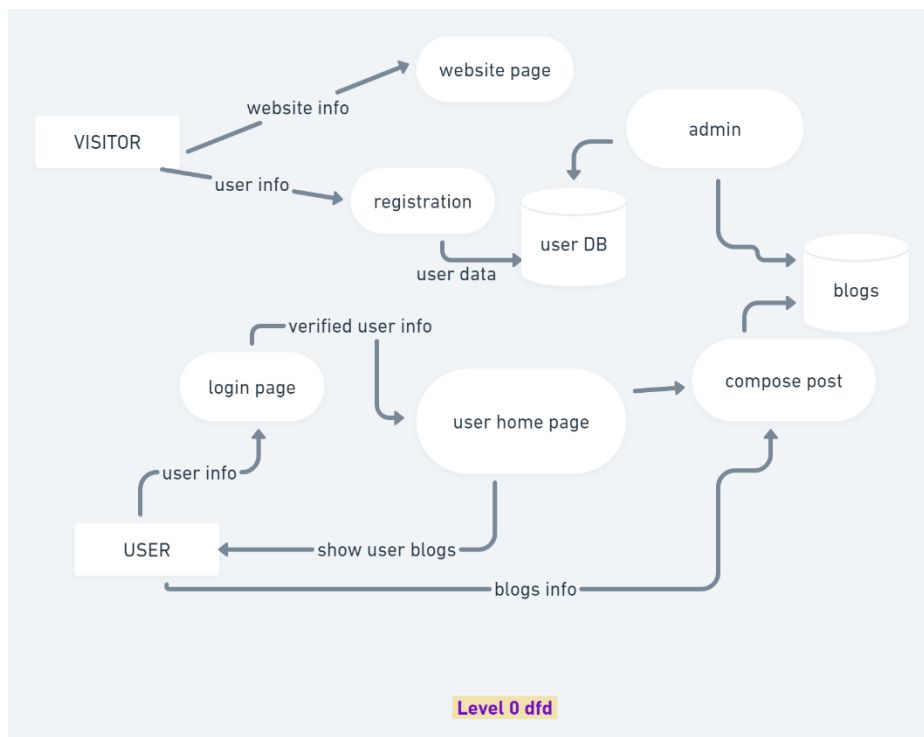 website page
website info
admin
VISITOR
user info
registration
user DB
user data
blogs
verified user info
login page
compose post
user home page
user info
USER
show user blogs
blogs info
Level 0 dfd